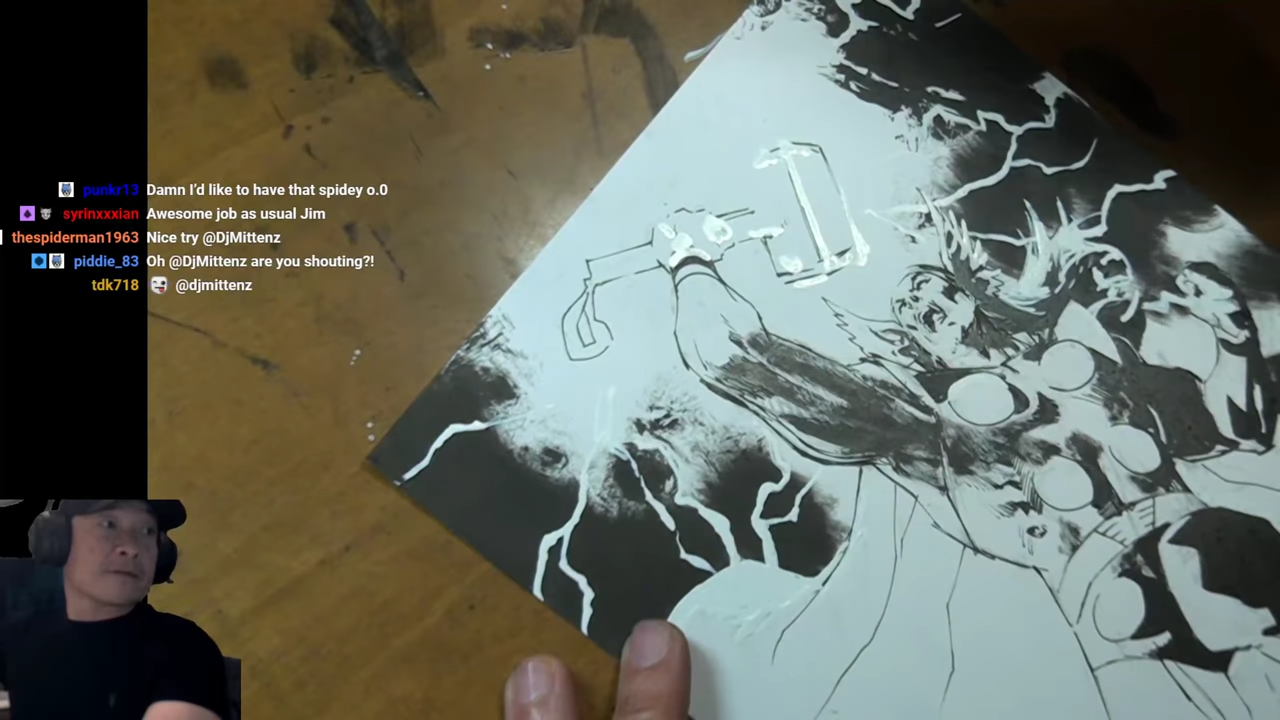 punkr13 Damn I'd like to have that spidey o.0
syrinxxxian Awesome job as usual Jim
thespiderman1963 Nice try @DjMittenz
piddie_83 Oh @DjMittenz are you shouting?!
tdk718 @djmittenz